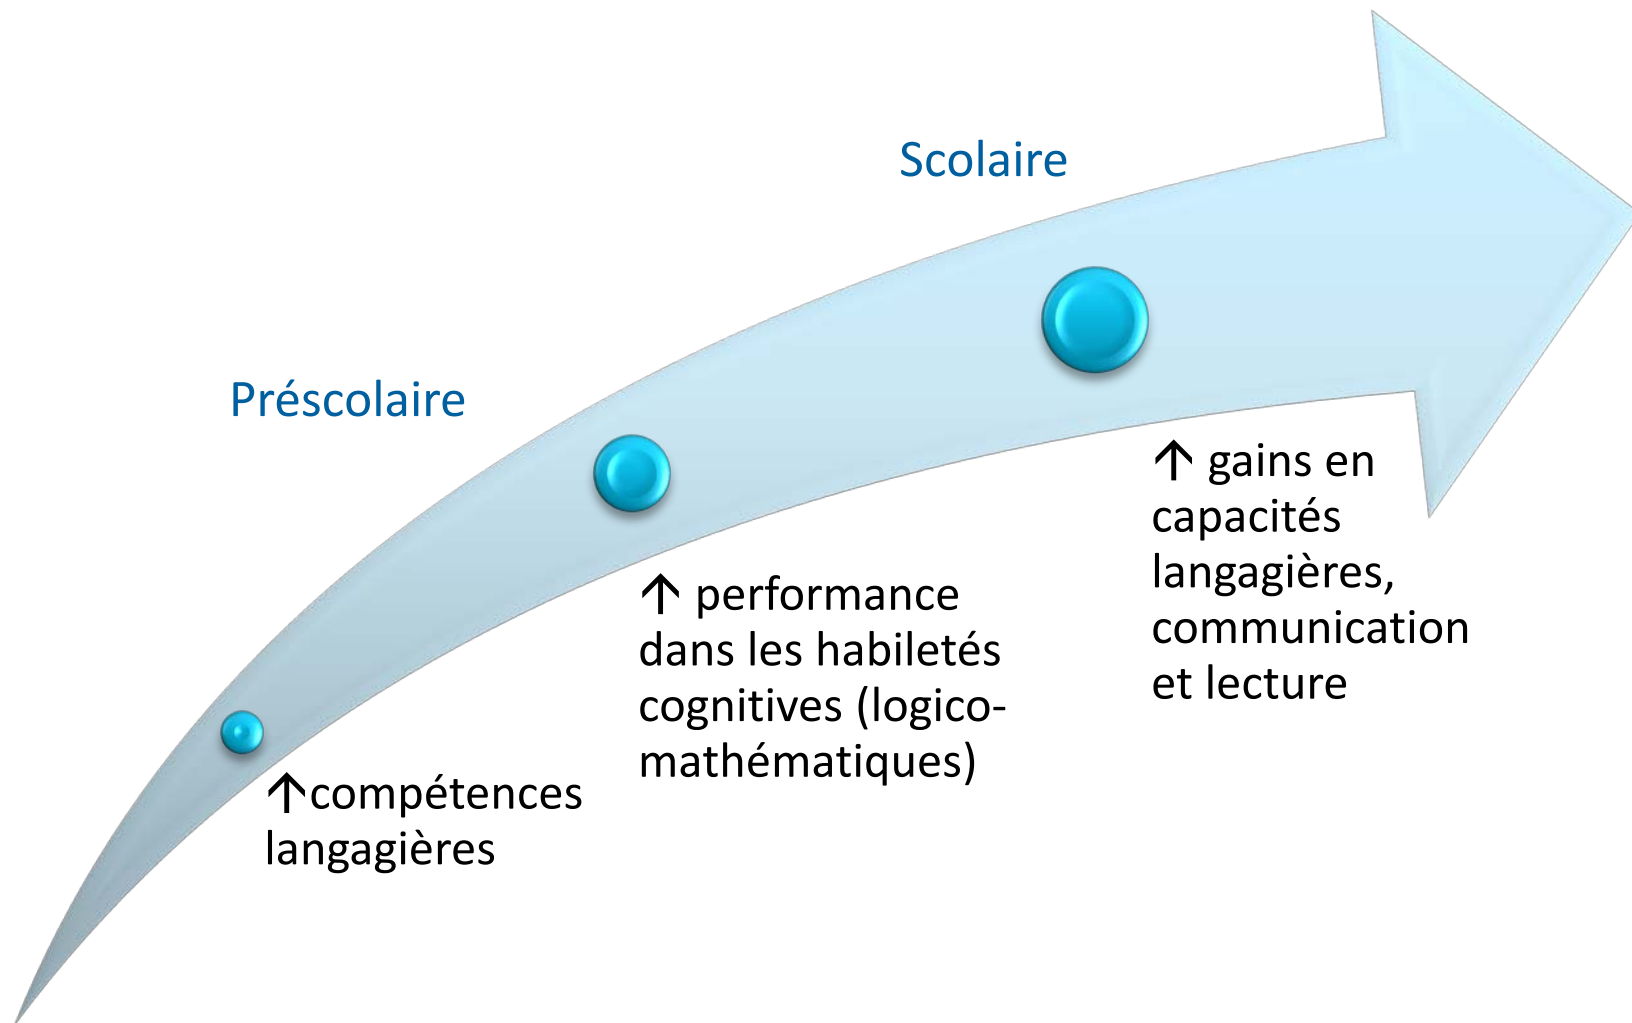 Scolaire
Préscolaire
↑ gains en
capacités
langagières,
communication
et lecture
↑ performance
dans les habiletés
cognitives (logico-
mathématiques)
↑compétences
langagières